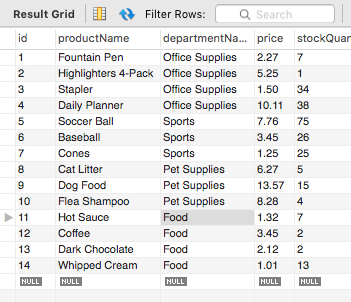 Result Grid Filter Rows: Search
id productName departmentNa... price stockQuar
1 Fountain Pen Office Supplies 2.27 7
2 Highlighters 4-Pack Office Supplies 5.25 1
3 Stapler Office Supplies 1.50 34
4 Daily Planner Office Supplies 10.11 38
5 Soccer Ball Sports 7.76 75
6 Baseball Sports 3.45 26
7 Cones Sports 1.25 25
8 Cat Litter Pet Supplies 6.27 5
9 Dog Food Pet Supplies 13.57 15
10 Flea Shampoo Pet Supplies 8.28 4
11 Hot Sauce Food 1.32 7
12 Coffee Food 3.45 2
13 Dark Chocolate Food 2.12 2
14 Whipped Cream Food 1.01 13
NULL NULL NULL NULL NULL